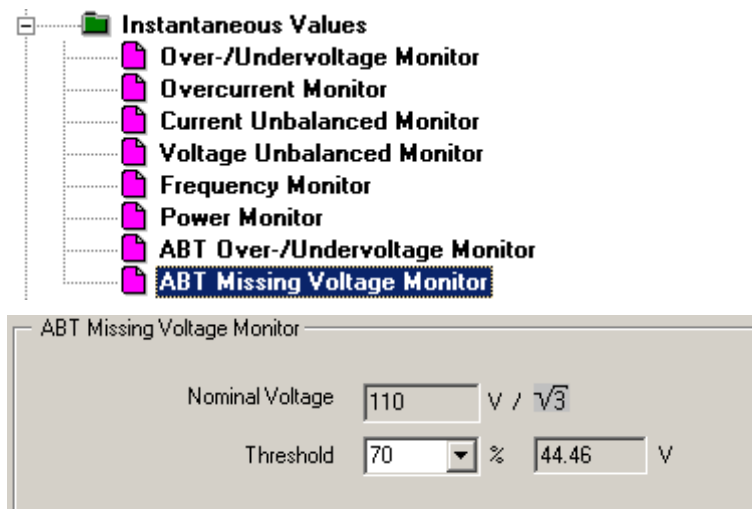 Instantaneous Values
Over-/Undervoltage Monitor
Overcurrent Monitor
Current Unbalanced Monitor
Voltage Unbalanced Monitor
Frequency Monitor
Power Monitor
ABT Over-/Undervoltage Monitor
ABT Missing Voltage Monitor
ABT Missing Voltage Monitor
Nominal Voltage 110 V / √3
Threshold 70 % 44.46 V